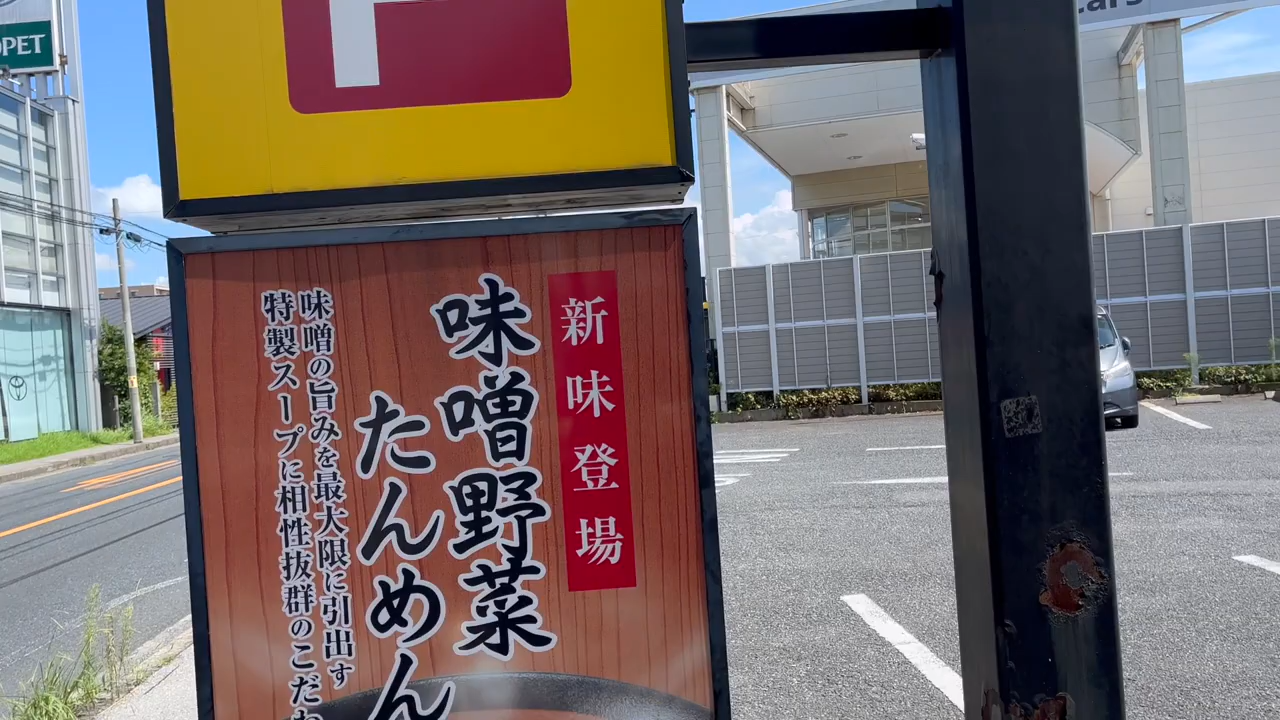 新味登場
味噌野菜
たんめん
味噌の旨みを最大限に引出す
特製スープに相性抜群のこだわ
P
OPET
cars